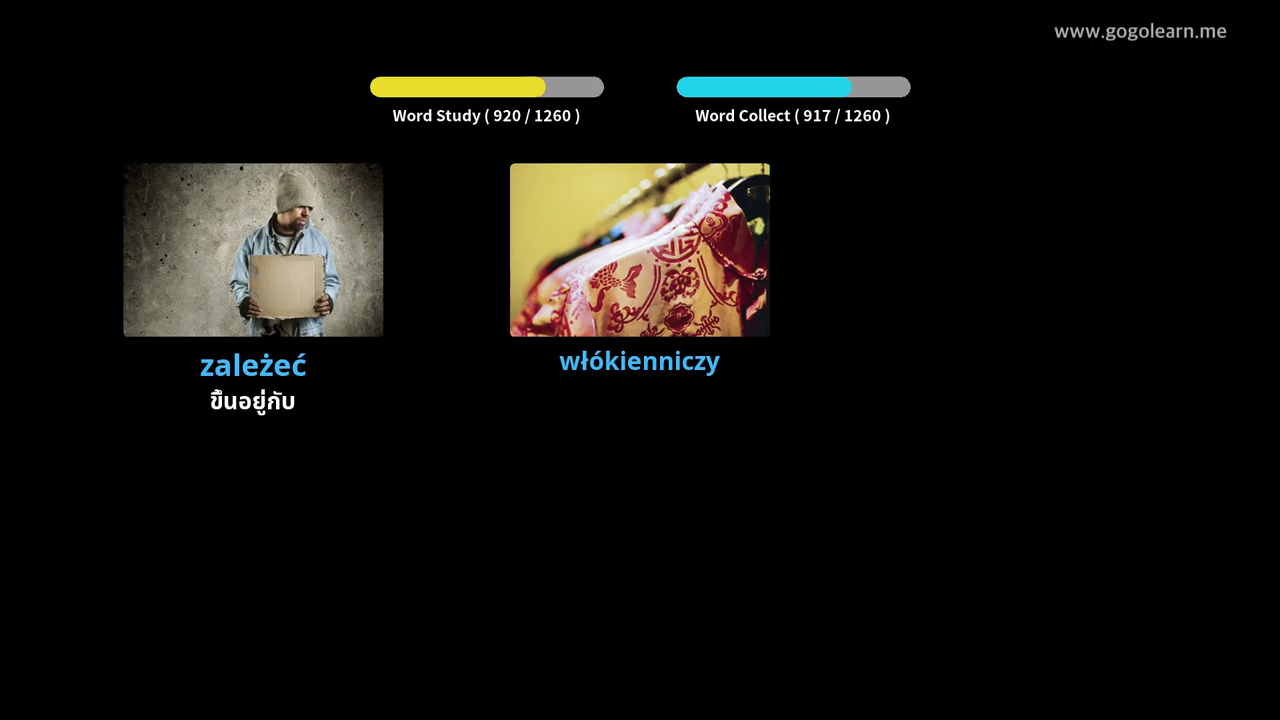 www.gogolearn.me
Word Study ( 920 / 1260 )
Word Collect ( 917 / 1260 )
zależeć
ขึ้นอยู่กับ
włókienniczy